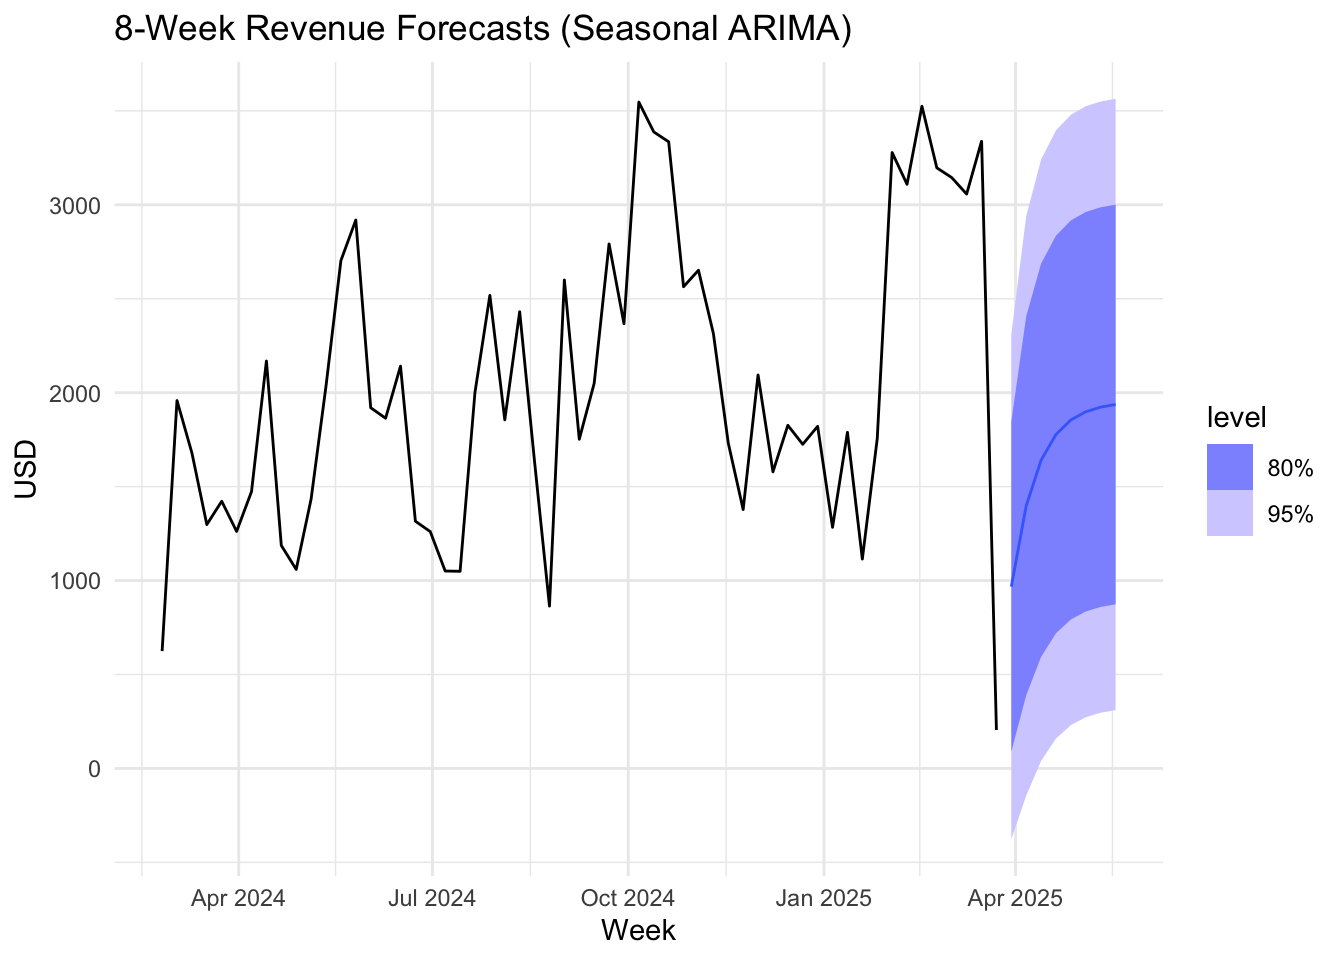 8-Week Revenue Forecasts (Seasonal ARIMA)
3000
2000
1000
0
USD
Apr 2024
Jul 2024
Oct 2024
Jan 2025
Apr 2025
Week
level
80%
95%